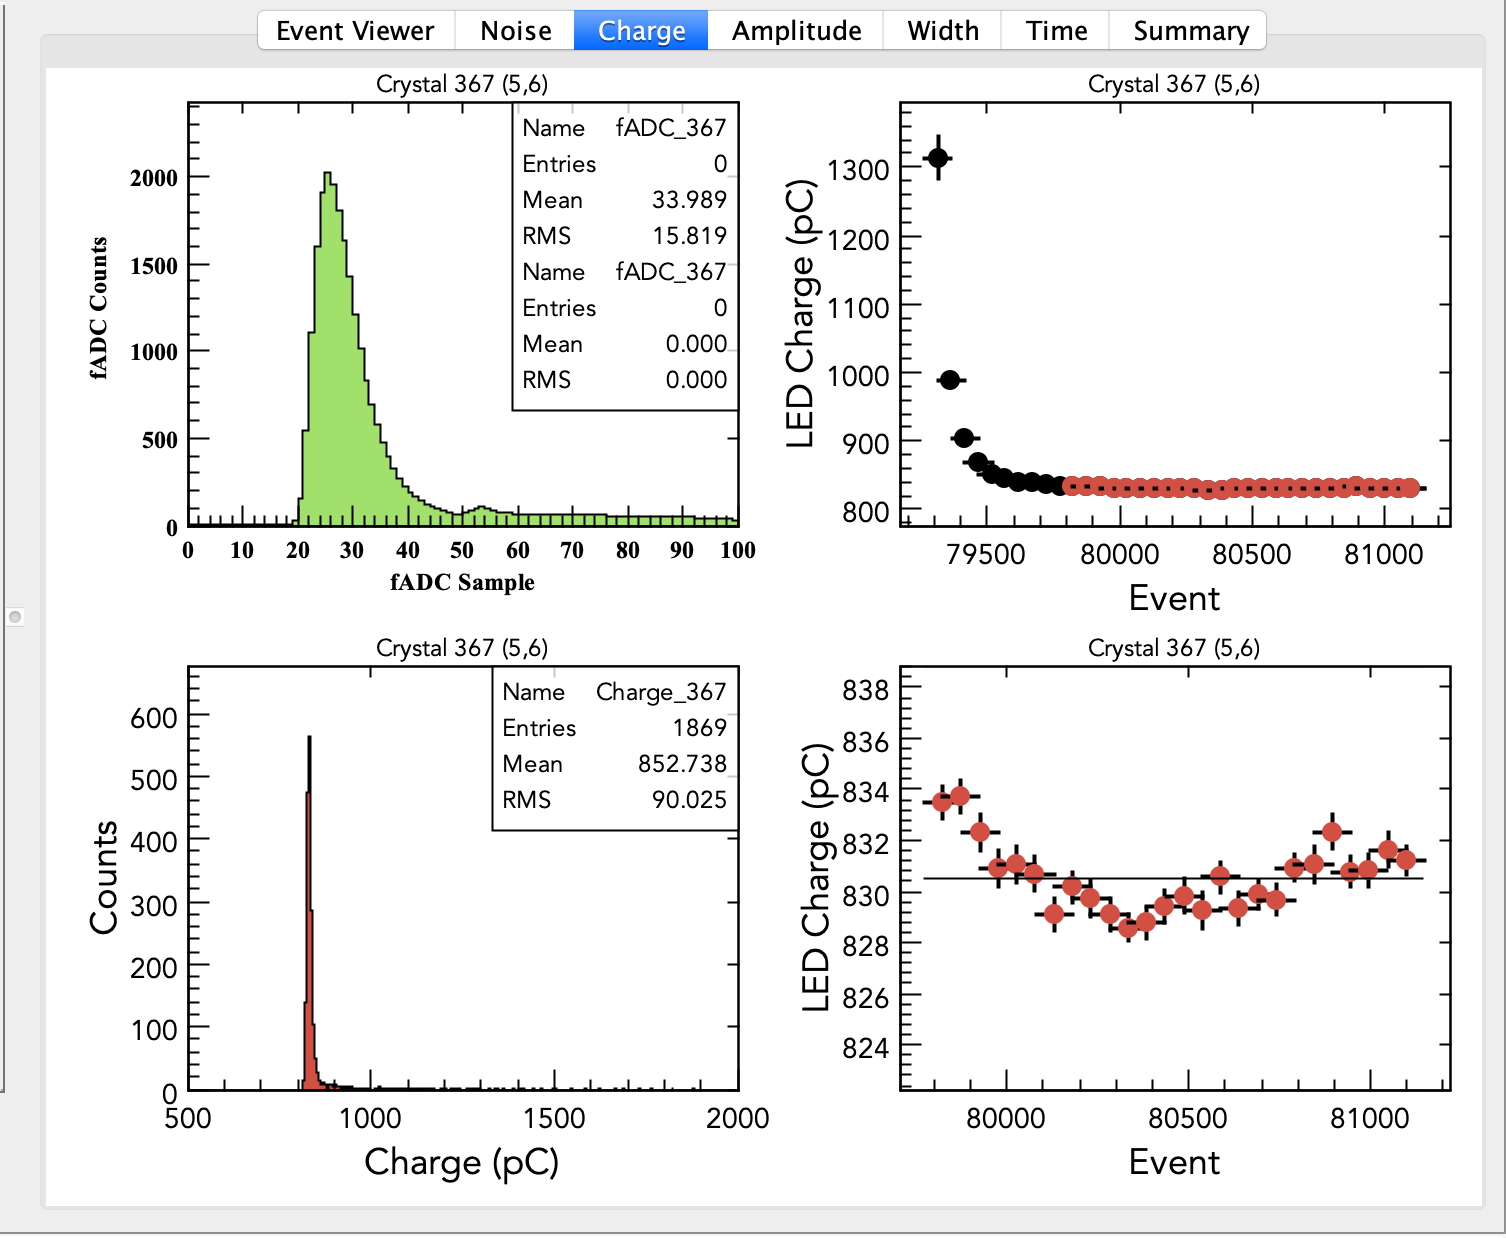 Event Viewer Noise Charge Amplitude Width Time Summary
Crystal 367 (5,6)
Name fADC_367
Entries 0
Mean 33.989
RMS 15.819
Name fADC_367
Entries 0
Mean 0.000
RMS 0.000
fADC Counts
2000
1500
1000
500
0
0 10 20 30 40 50 60 70 80 90 100
fADC Sample
Crystal 367 (5,6)
LED Charge (pC)
1300
1200
1100
1000
900
800
79500 80000 80500 81000
Event
Crystal 367 (5,6)
Name Charge_367
Entries 1869
Mean 852.738
RMS 90.025
Counts
600
500
400
300
200
100
0
500 1000 1500 2000
Charge (pC)
Crystal 367 (5,6)
LED Charge (pC)
838
836
834
832
830
828
826
824
80000 80500 81000
Event